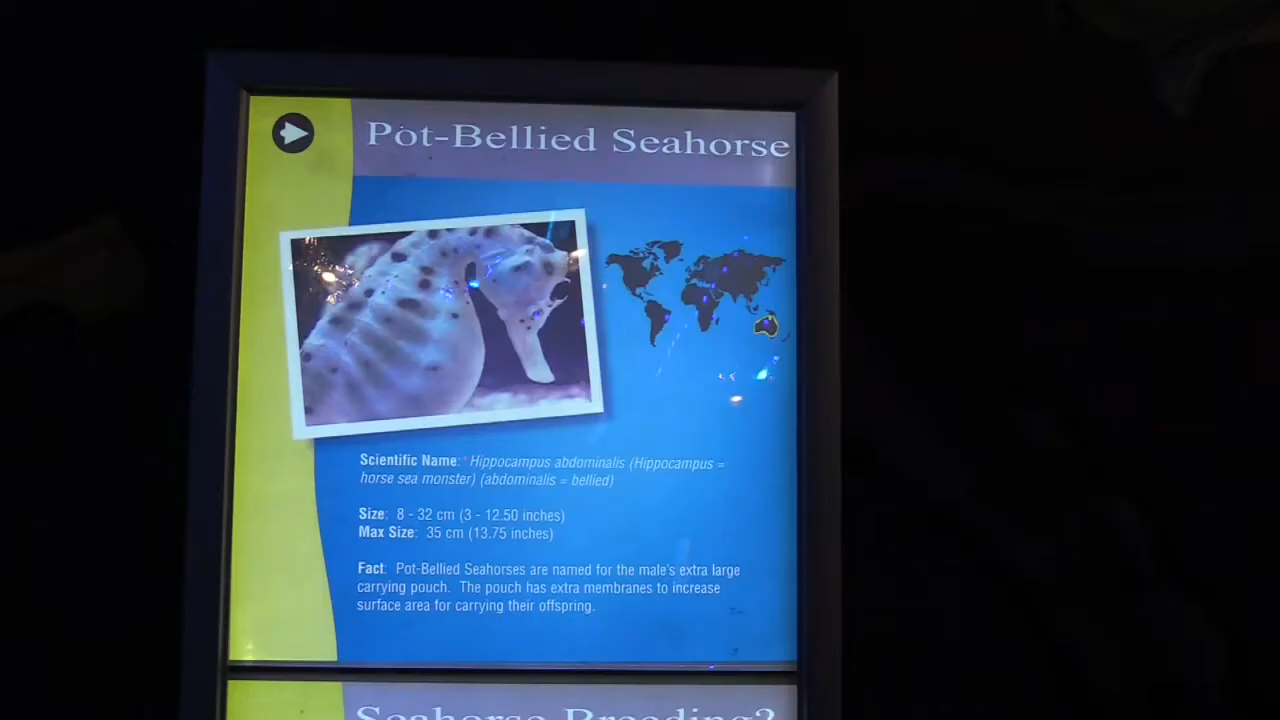 Pot-Bellied Seahorse
Scientific Name: Hippocampus abdominalis (Hippocampus =
horse sea monster) (abdominalis = bellied)
Size: 8 - 32 cm (3 - 12.50 inches)
Max Size: 35 cm (13.75 inches)
Fact: Pot-Bellied Seahorses are named for the male's extra large
carrying pouch. The pouch has extra membranes to increase
surface area for carrying their offspring.
Seahorse Breeding?